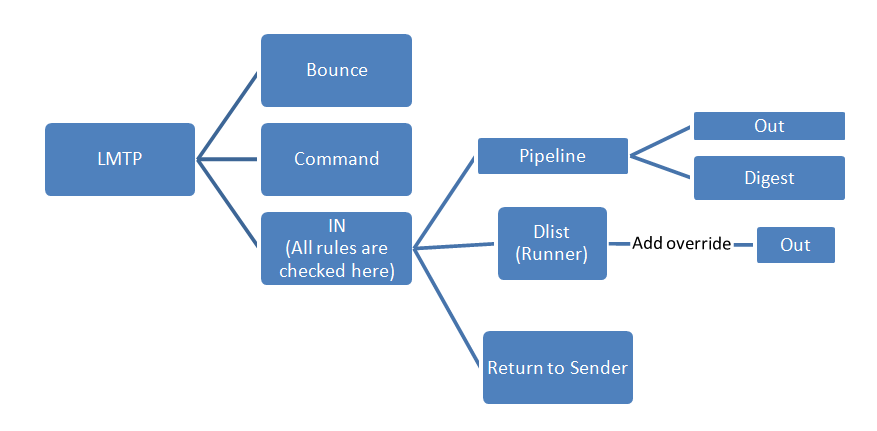 LMTP
Bounce
Command
IN
(All rules are
checked here)
Pipeline
Out
Digest
Dlist
(Runner)
Add override
Out
Return to Sender